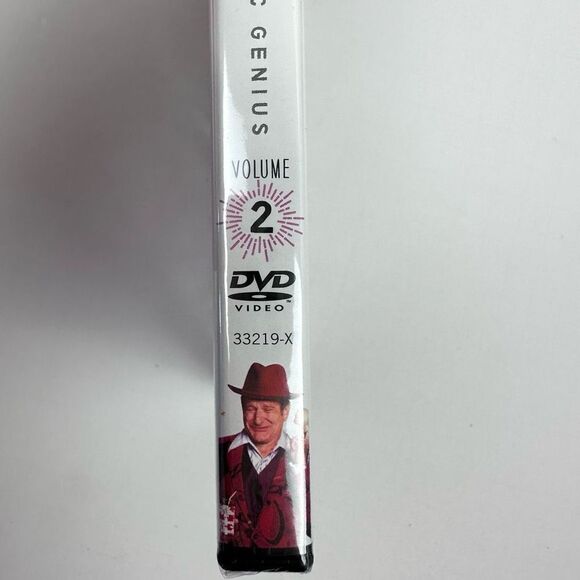 C GENIUS
VOLUME
2
DVD
VIDEO
33219-X